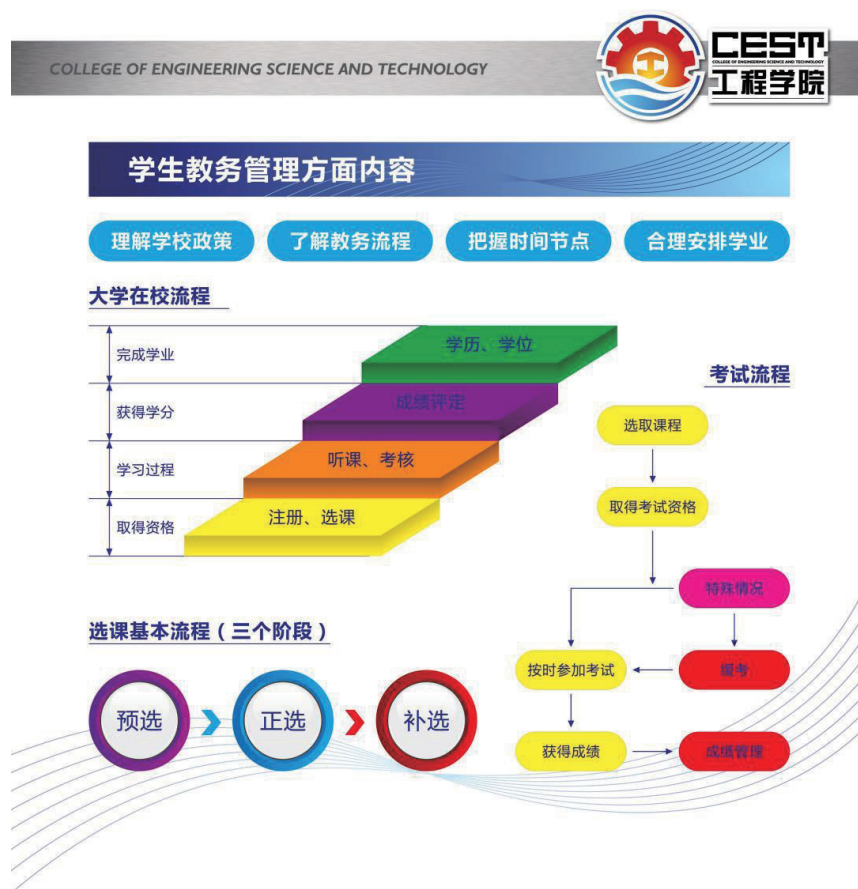 COLLEGE OF ENGINEERING SCIENCE AND TECHNOLOGY
CEST
COLLEGE OF ENGINEERING SCIENCE AND TECHNOLOGY
工程学院
学生教务管理方面内容
理解学校政策
了解教务流程
把握时间节点
合理安排学业
大学在校流程
完成学业
学历、学位
获得学分
成绩评定
学习过程
听课、考核
取得资格
注册、选课
考试流程
选取课程
取得考试资格
特殊情况
按时参加考试
缓考
获得成绩
成绩管理
选课基本流程（三个阶段）
预选
正选
补选